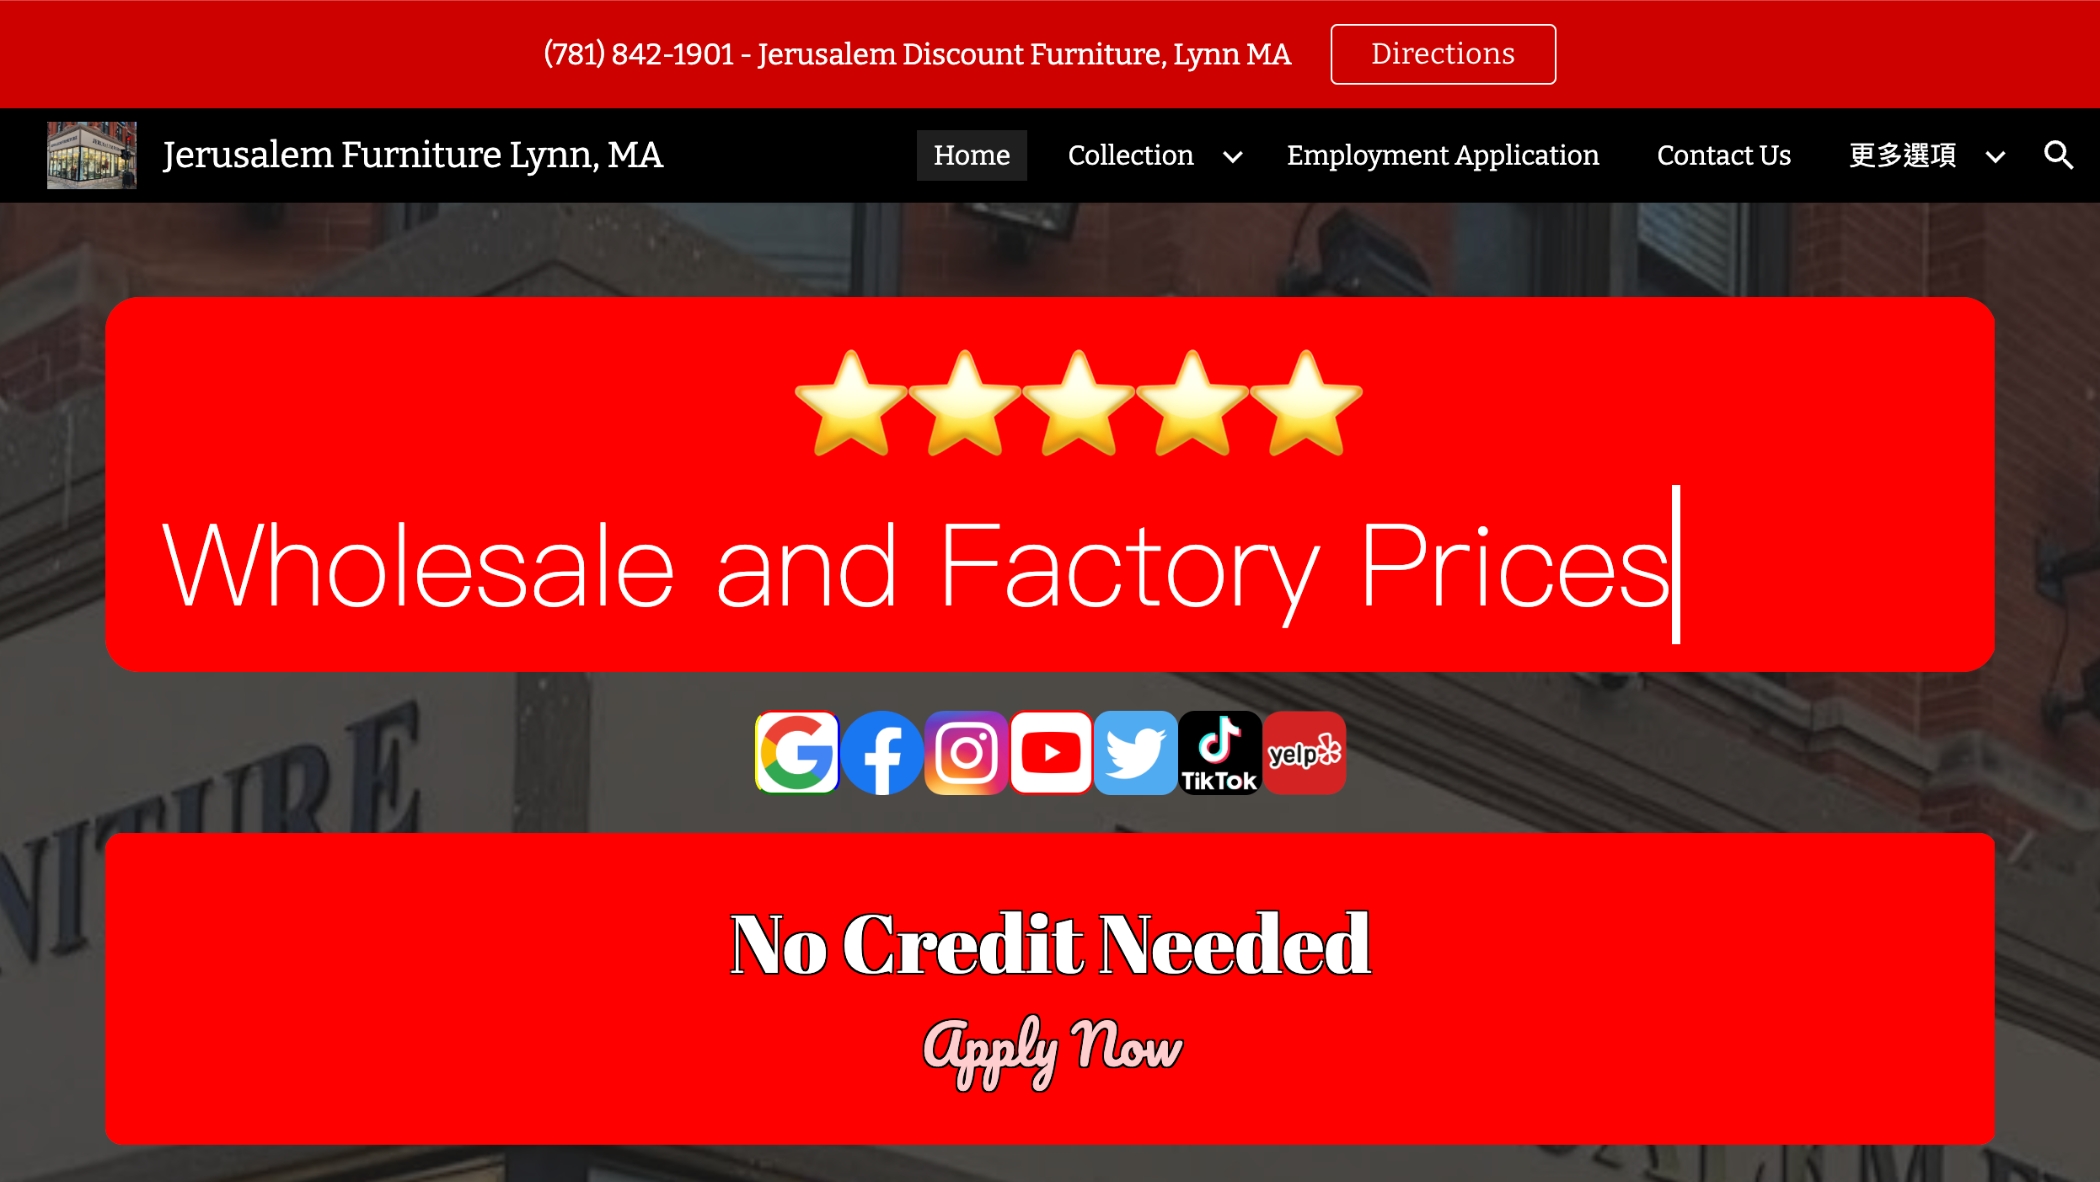 (781) 842-1901 - Jerusalem Discount Furniture, Lynn MA
Directions
Jerusalem Furniture Lynn, MA
Home
Collection
Employment Application
Contact Us
更多選項
Wholesale and Factory Prices
TikTok
yelp
NITURE
No Credit Needed
Apply Now